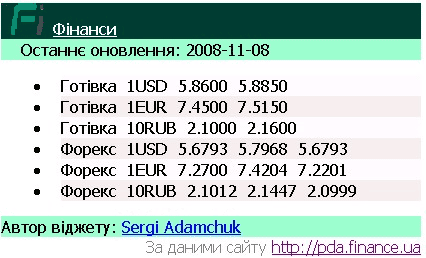 Fi Фінанси
Останнє оновлення: 2008-11-08
Готівка 1USD 5.8600 5.8850
Готівка 1EUR 7.4500 7.5150
Готівка 10RUB 2.1000 2.1600
Форекс 1USD 5.6793 5.7968 5.6793
Форекс 1EUR 7.2700 7.4204 7.2201
Форекс 10RUB 2.1012 2.1447 2.0999
Автор віджету: Sergi Adamchuk
За даними сайту http://pda.finance.ua